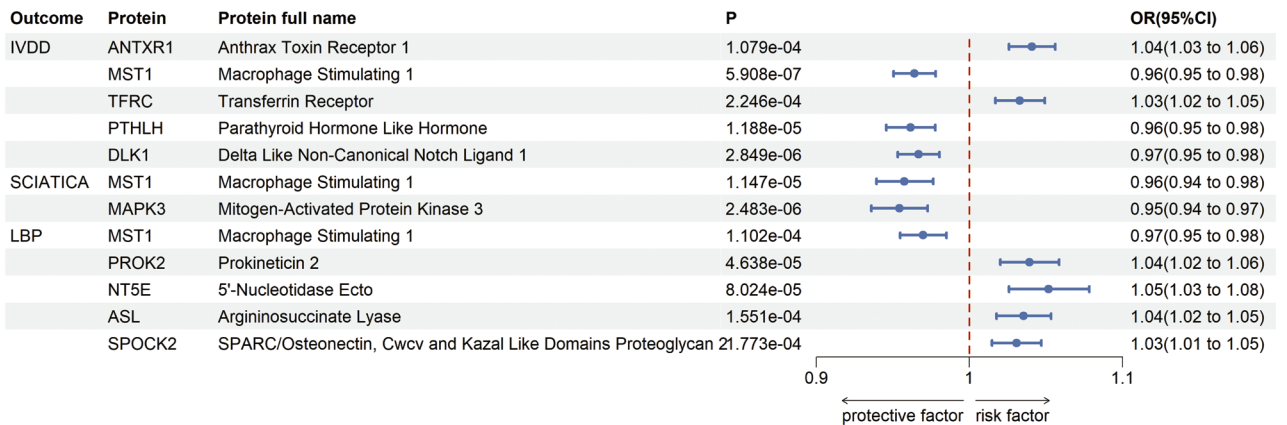 Outcome Protein Protein full name P OR(95%CI)
IVDD ANTXR1 Anthrax Toxin Receptor 1 1.079e-04 1.04(1.03 to 1.06)
MST1 Macrophage Stimulating 1 5.908e-07 0.96(0.95 to 0.98)
TFRC Transferrin Receptor 2.246e-04 1.03(1.02 to 1.05)
PTHLH Parathyroid Hormone Like Hormone 1.188e-05 0.96(0.95 to 0.98)
DLK1 Delta Like Non-Canonical Notch Ligand 1 2.849e-06 0.97(0.95 to 0.98)
SCIATICA MST1 Macrophage Stimulating 1 1.147e-05 0.96(0.94 to 0.98)
MAPK3 Mitogen-Activated Protein Kinase 3 2.483e-06 0.95(0.94 to 0.97)
LBP MST1 Macrophage Stimulating 1 1.102e-04 0.97(0.95 to 0.98)
PROK2 Prokineticin 2 4.638e-05 1.04(1.02 to 1.06)
NT5E 5'-Nucleotidase Ecto 8.024e-05 1.05(1.03 to 1.08)
ASL Argininosuccinate Lyase 1.551e-04 1.04(1.02 to 1.05)
SPOCK2 SPARC/Osteonectin, Cwcv and Kazal Like Domains Proteoglycan 2 1.773e-04 1.03(1.01 to 1.05)
0.9 1 1.1
protective factor risk factor